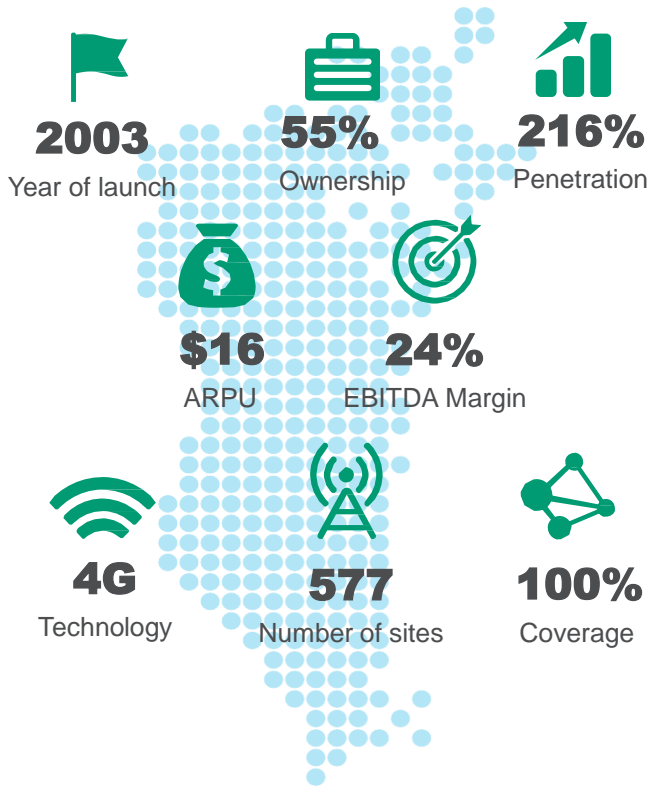 2003
55%
216%
Year of launch
Ownership
Penetration
$
$16
24%
ARPU
EBITDA Margin
4G
577
100%
Technology
Number of sites
Coverage